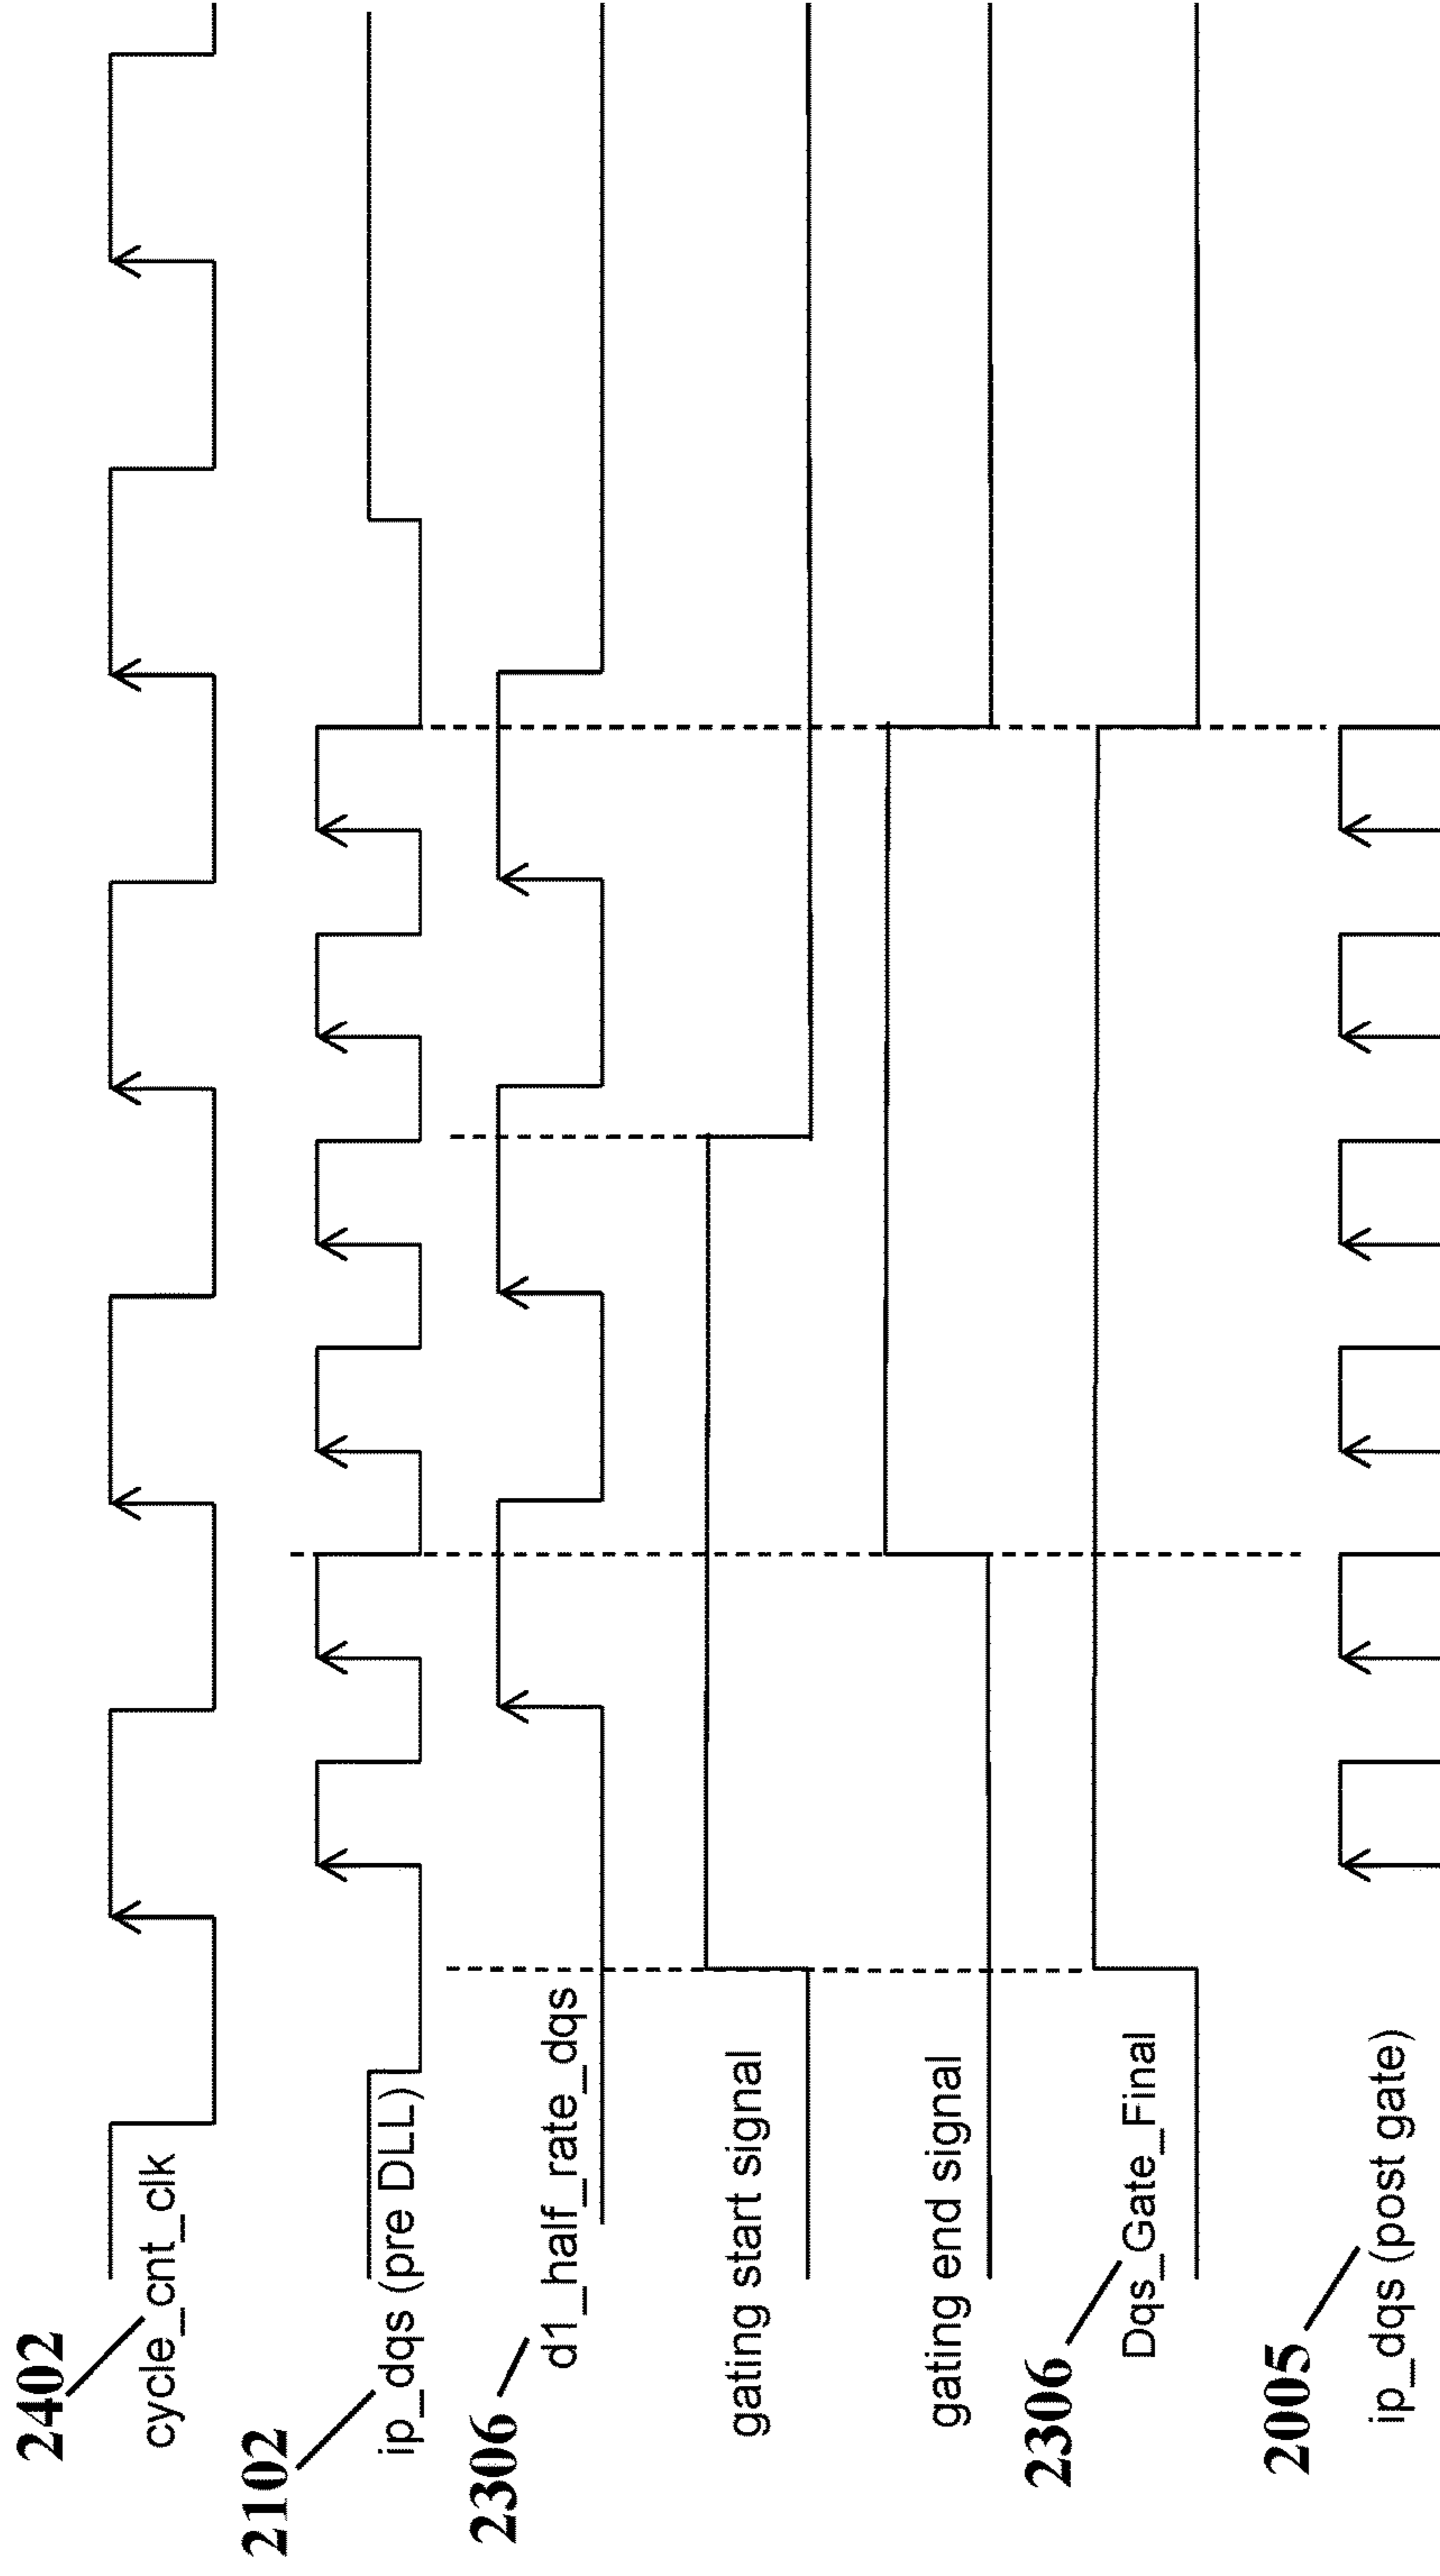 2402
cycle_cnt_clk
2102
ip_dqs (pre DLL)
2306
d1_half_rate_dqs
gating start signal
gating end signal
2306
Dqs_Gate_Final
2005
ip_dqs (post gate)